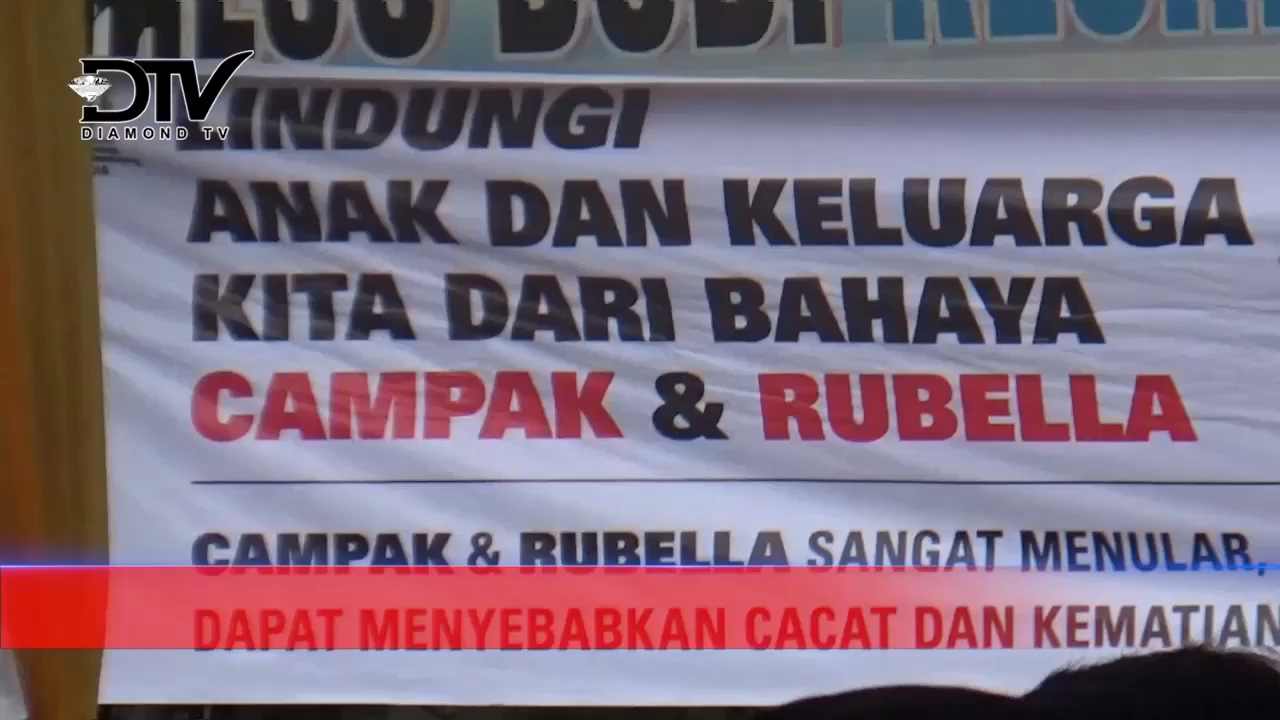 DTV
DIAMOND TV
LINDUNGI
ANAK DAN KELUARGA
KITA DARI BAHAYA
CAMPAK & RUBELLA
CAMPAK & RUBELLA SANGAT MENULAR,
DAPAT MENYEBABKAN CACAT DAN KEMATIAN